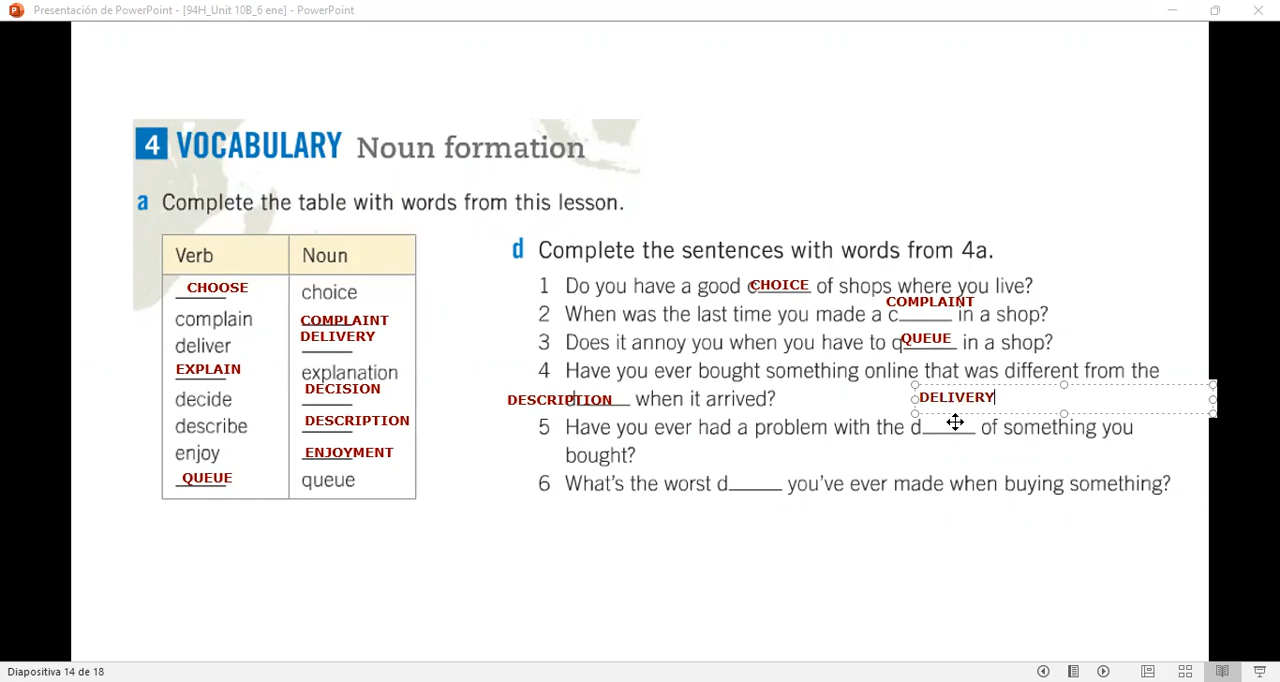 Presentación de PowerPoint - [94H_Unit 10B_6 ene] - PowerPoint
4 VOCABULARY Noun formation
a Complete the table with words from this lesson.
Verb Noun
CHOOSE choice
complain COMPLAINT
deliver DELIVERY
EXPLAIN explanation
decide DECISION
describe DESCRIPTION
enjoy ENJOYMENT
QUEUE queue
d Complete the sentences with words from 4a.
1 Do you have a good c CHOICE of shops where you live?
2 When was the last time you made a c COMPLAINT in a shop?
3 Does it annoy you when you have to q QUEUE in a shop?
4 Have you ever bought something online that was different from the
d DESCRIPTION when it arrived?
DELIVERY
5 Have you ever had a problem with the d_____ of something you
bought?
6 What's the worst d_____ you've ever made when buying something?
Diapositiva 14 de 18